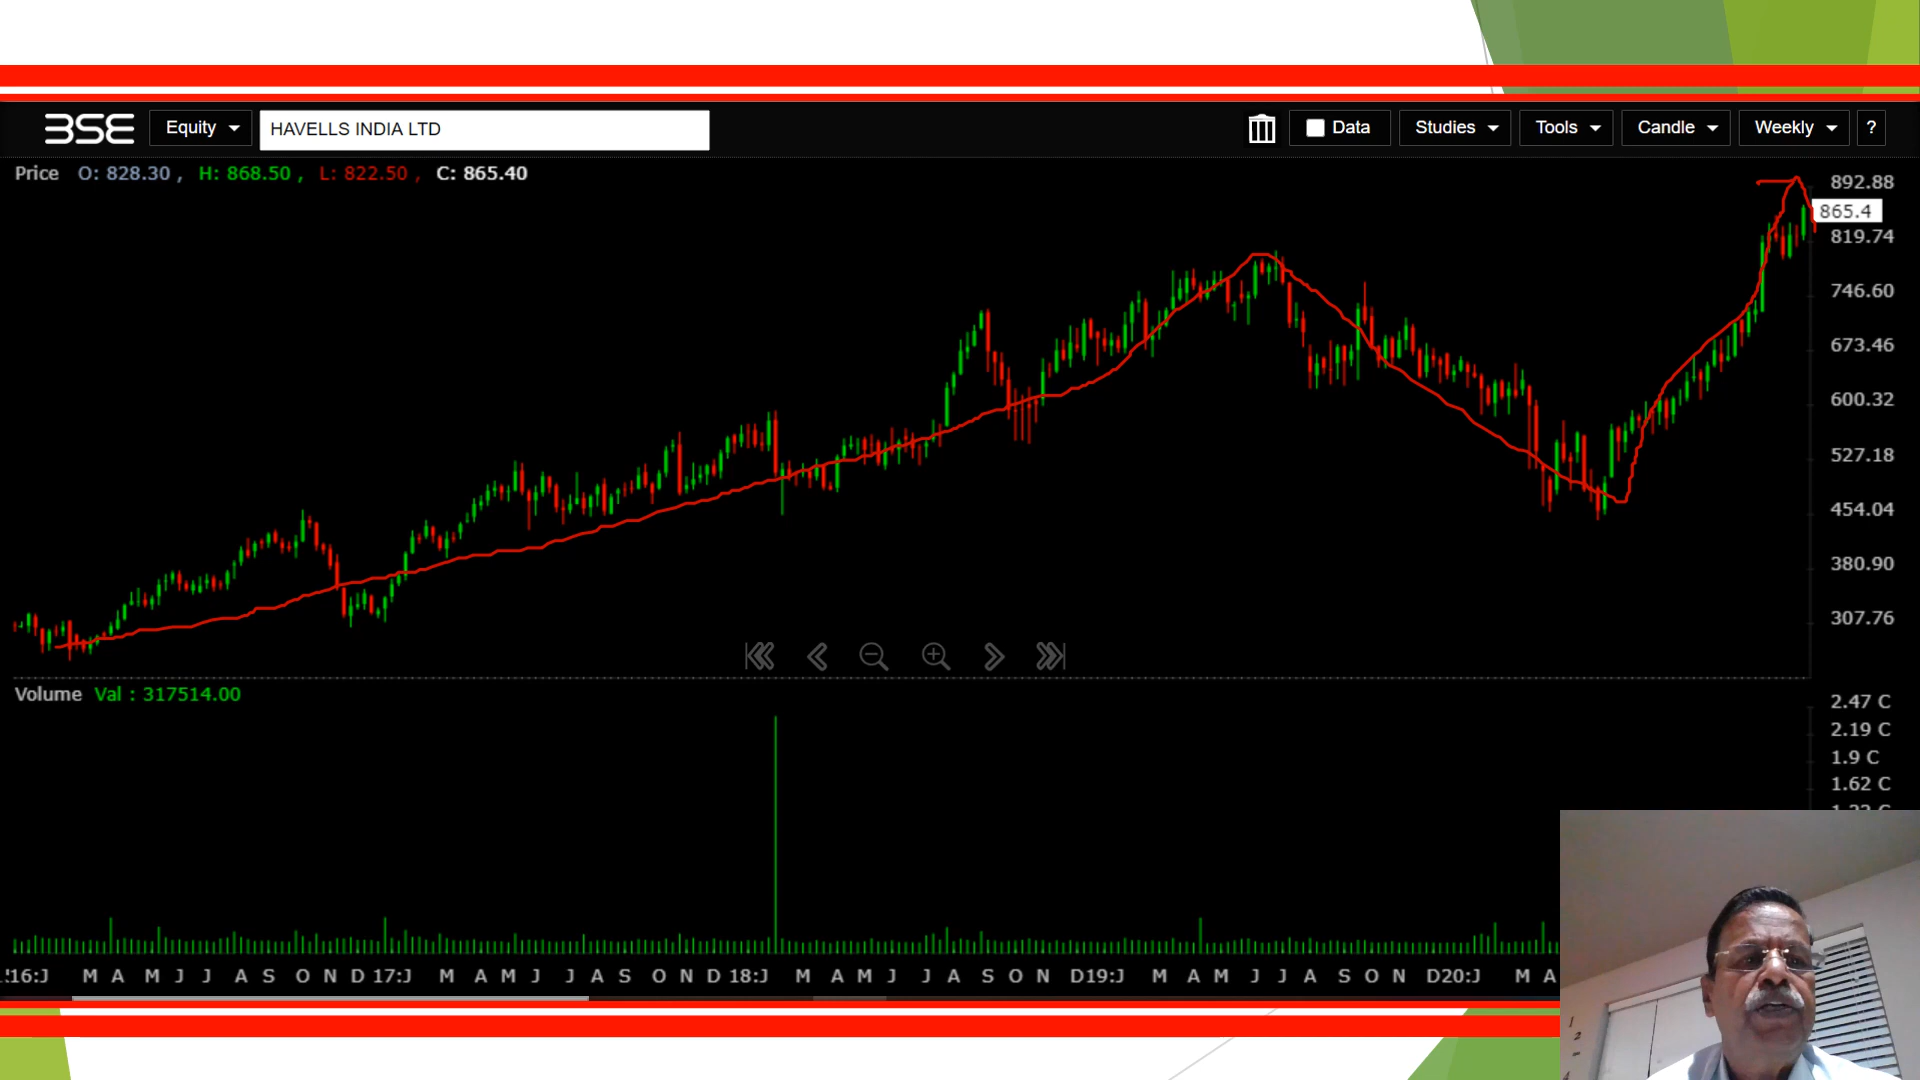 BSE Equity HAVELLS INDIA LTD Data Studies Tools Candle Weekly ?
Price O: 828.30 , H: 868.50 , L: 822.50 , C: 865.40
892.88
865.4
819.74
746.60
673.46
600.32
527.18
454.04
380.90
307.76
Volume Val : 317514.00
2.47 C
2.19 C
1.9 C
1.62 C
16:J M A M J J A S O N D 17:J M A M J J A S O N D 18:J M A M J J A S O N D19:J M A M J J A S O N D20:J M A